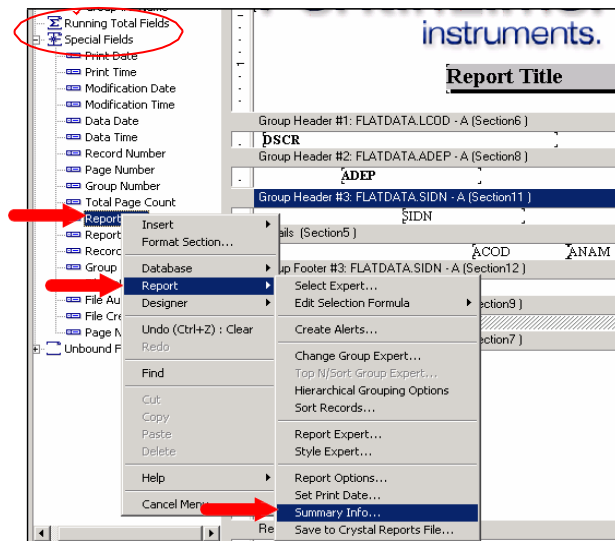 Running Total Fields
Special Fields
Print Date
Print Time
Modification Date
Modification Time
Data Date
Data Time
Record Number
Page Number
Group Number
Total Page Count
Report
Report
Record
Group
File Au
File Cre
Page N
Unbound F
instruments.
Report Title
Group Header #1: FLATDATA.LCOD - A (Section6 )
DSCR
Group Header #2: FLATDATA.ADEP - A (Section8 )
ADEP
Group Header #3: FLATDATA.SIDN - A (Section11 )
SIDN
ails (Section5 )
ACOD ANAM
up Footer #3: FLATDATA.SIDN - A (Section12 )
ection9 )
ection7 )
Re
Insert
Format Section...
Database
Report
Designer
Undo (Ctrl+Z) : Clear
Redo
Find
Cut
Copy
Paste
Delete
Help
Cancel Menu
Select Expert...
Edit Selection Formula
Create Alerts...
Change Group Expert...
Top N/Sort Group Expert...
Hierarchical Grouping Options
Sort Records...
Report Expert...
Style Expert...
Report Options...
Set Print Date...
Summary Info...
Save to Crystal Reports File...